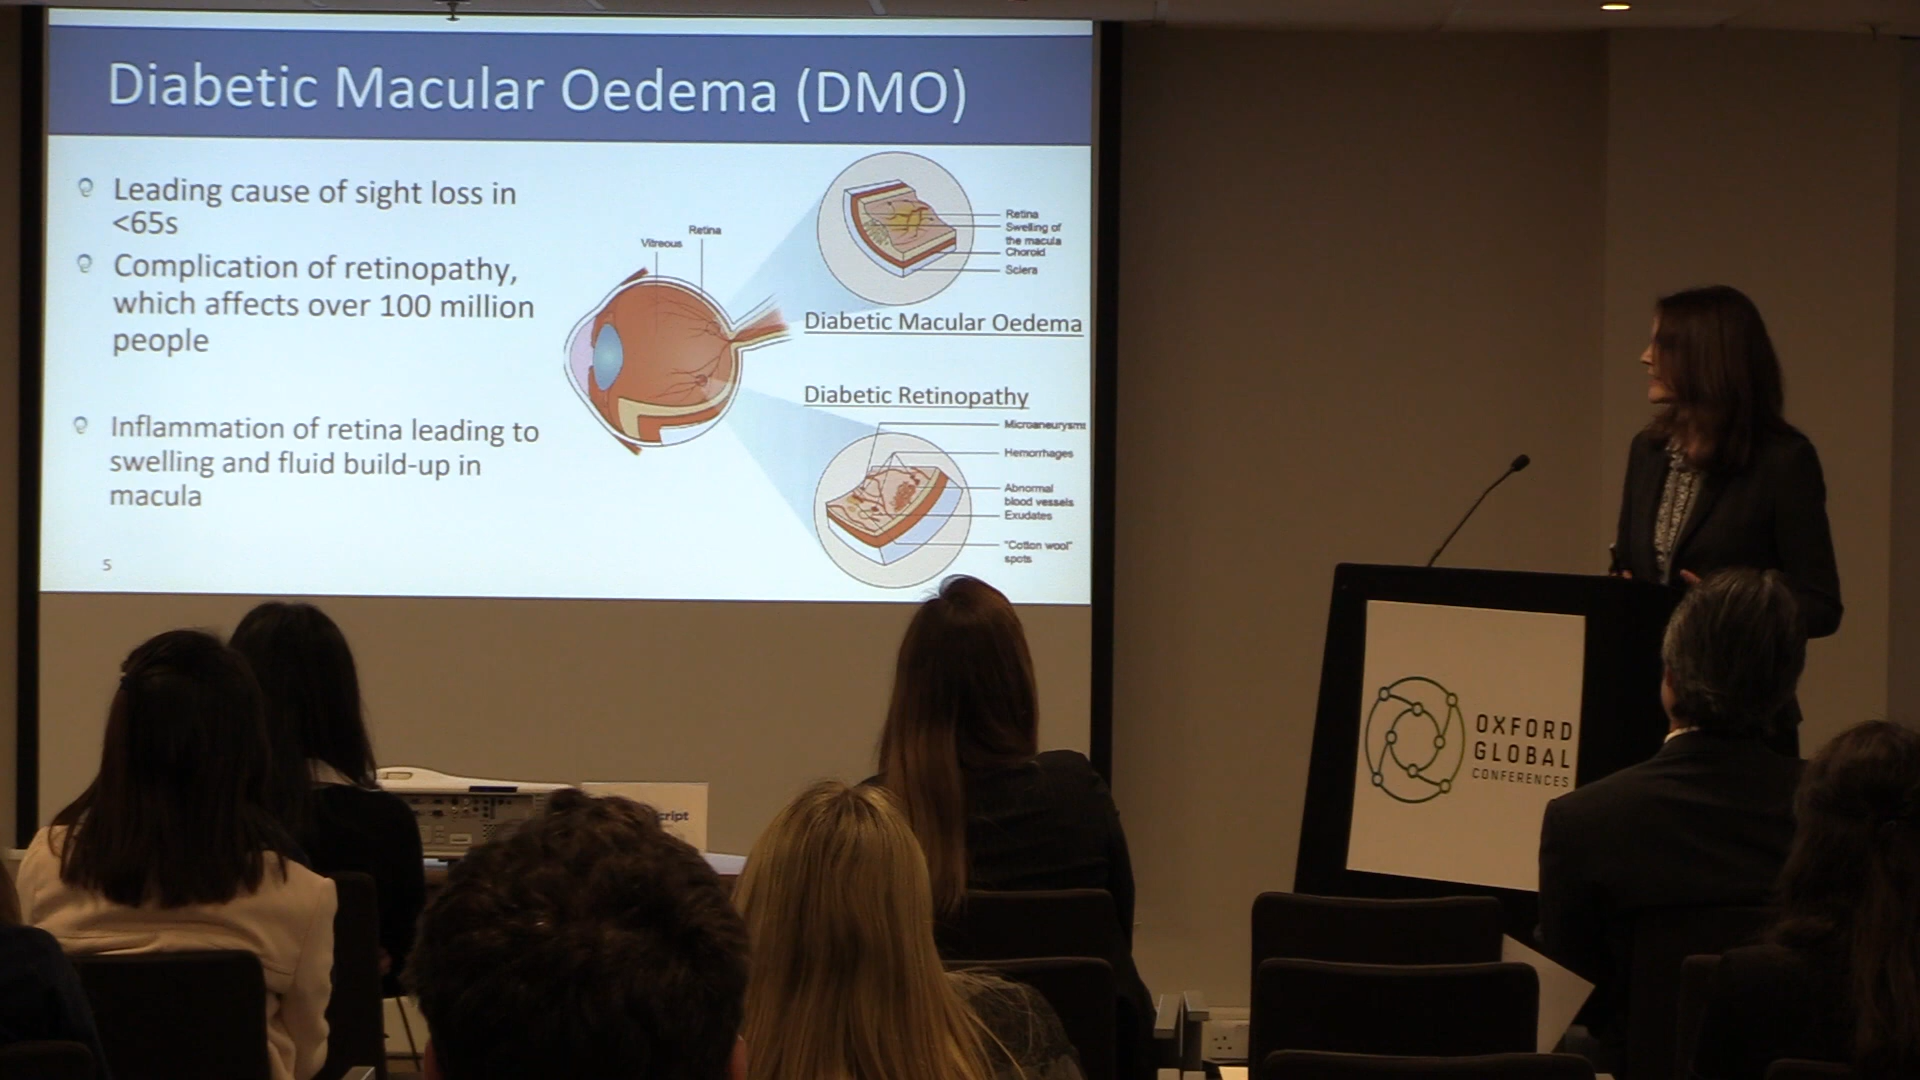 Diabetic Macular Oedema (DMO)
Leading cause of sight loss in
<65s
Complication of retinopathy,
which affects over 100 million
people
Inflammation of retina leading to
swelling and fluid build-up in
macula
5
Vitreous
Retina
Retina
Swelling of
the macula
Choroid
Sclera
Diabetic Macular Oedema
Diabetic Retinopathy
Microaneurysms
Hemorrhages
Abnormal
blood vessels
Exudates
"Cotton wool"
spots
cript
OXFORD
GLOBAL
CONFERENCES